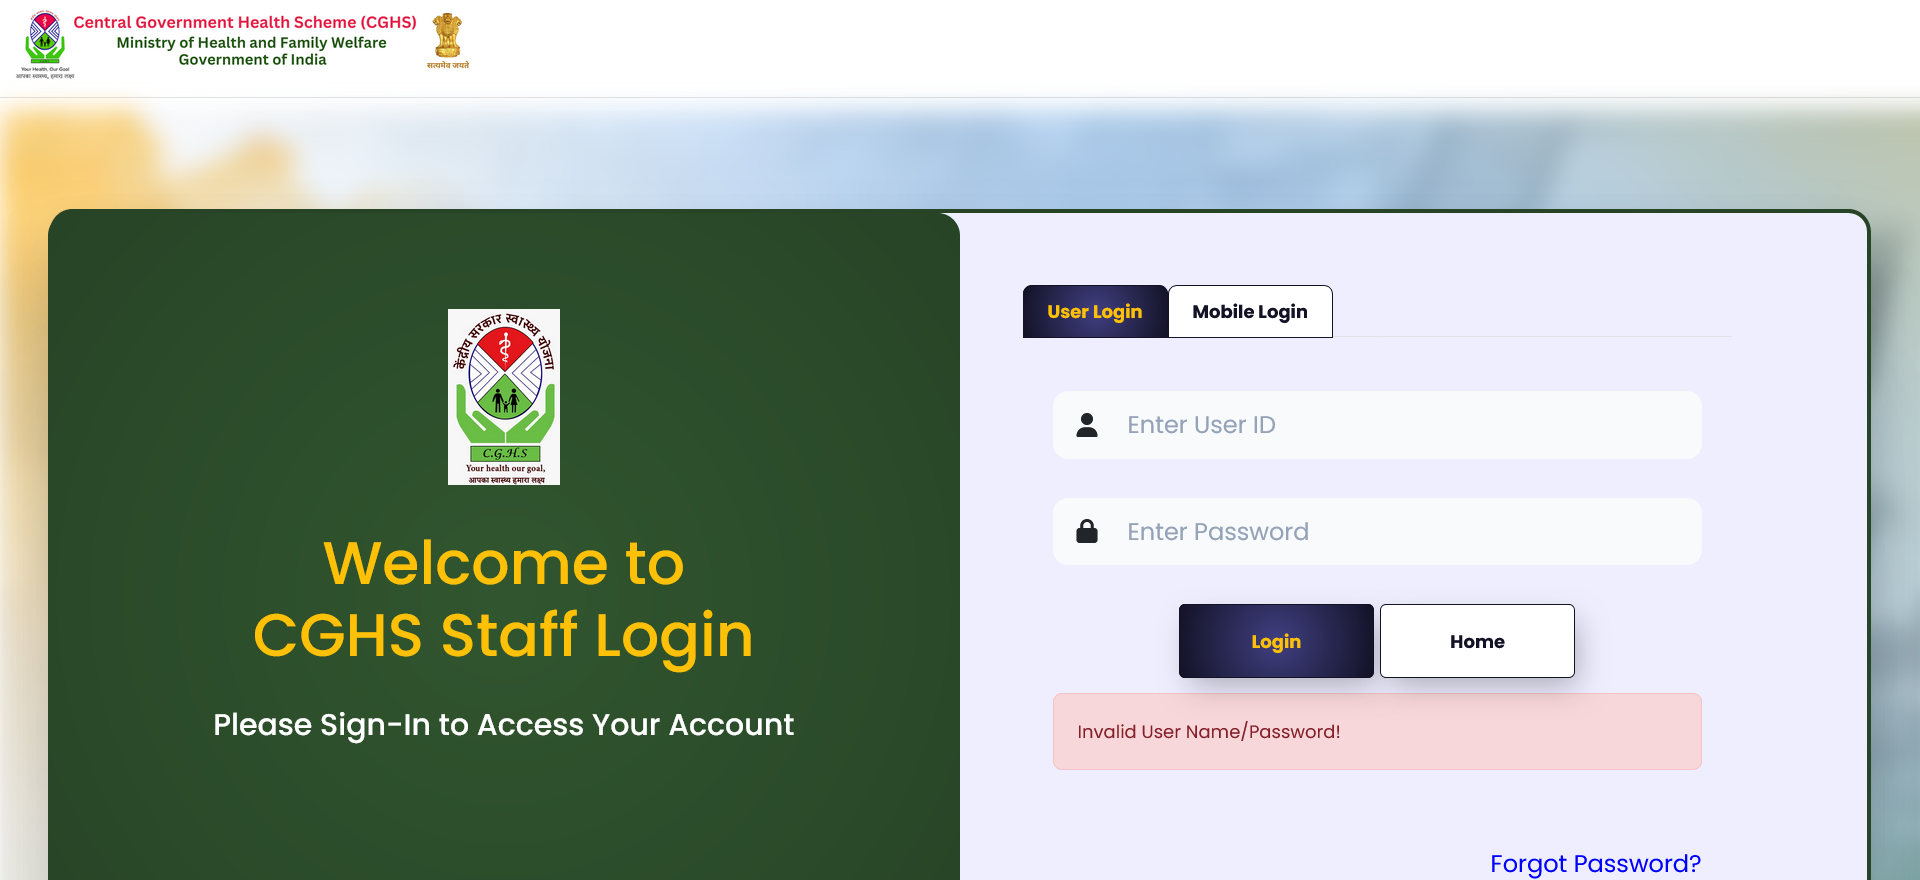 Central Government Health Scheme (CGHS)
Ministry of Health and Family Welfare
Government of India
Your Health, Our Goal
आपका स्वास्थ्य, हमारा लक्ष्य
सत्यमेव जयते
केंद्रीय सरकार स्वास्थ्य योजना
C.G.H.S
Your health our goal,
आपका स्वास्थ्य हमारा लक्ष्य
Welcome to
CGHS Staff Login
Please Sign-In to Access Your Account
User Login
Mobile Login
Enter User ID
Enter Password
Login
Home
Invalid User Name/Password!
Forgot Password?